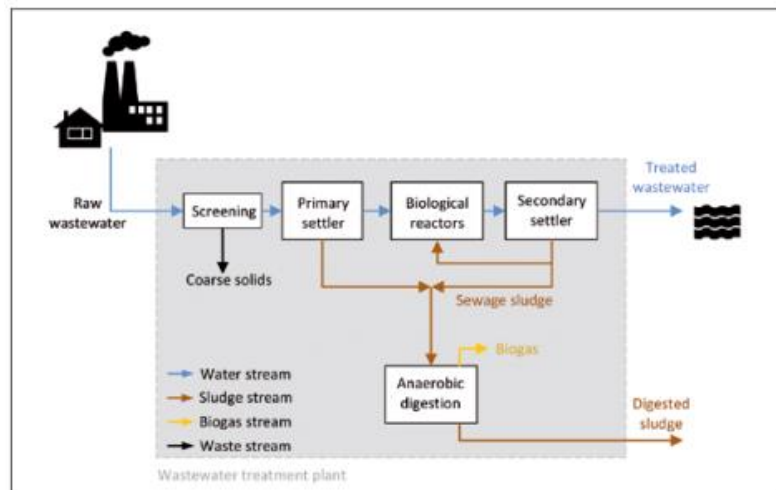 Treated
wastewater
Raw
wastewater
Screening
Primary
settler
Biological
reactors
Secondary
settler
Coarse solids
Sewage sludge
Biogas
Anaerobic
digestion
Water stream
Sludge stream
Biogas stream
Waste stream
Digested
sludge
Wastewater treatment plant